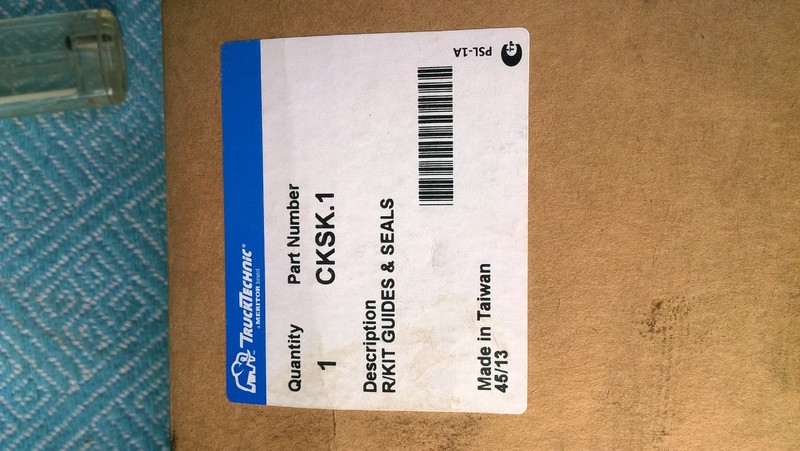 TRUCKTECHNIC®
a MERITOR brand
Quantity Part Number
1 CKSK.1
Description
R/KIT GUIDES & SEALS
Made in Taiwan
45/13
PSL-1A